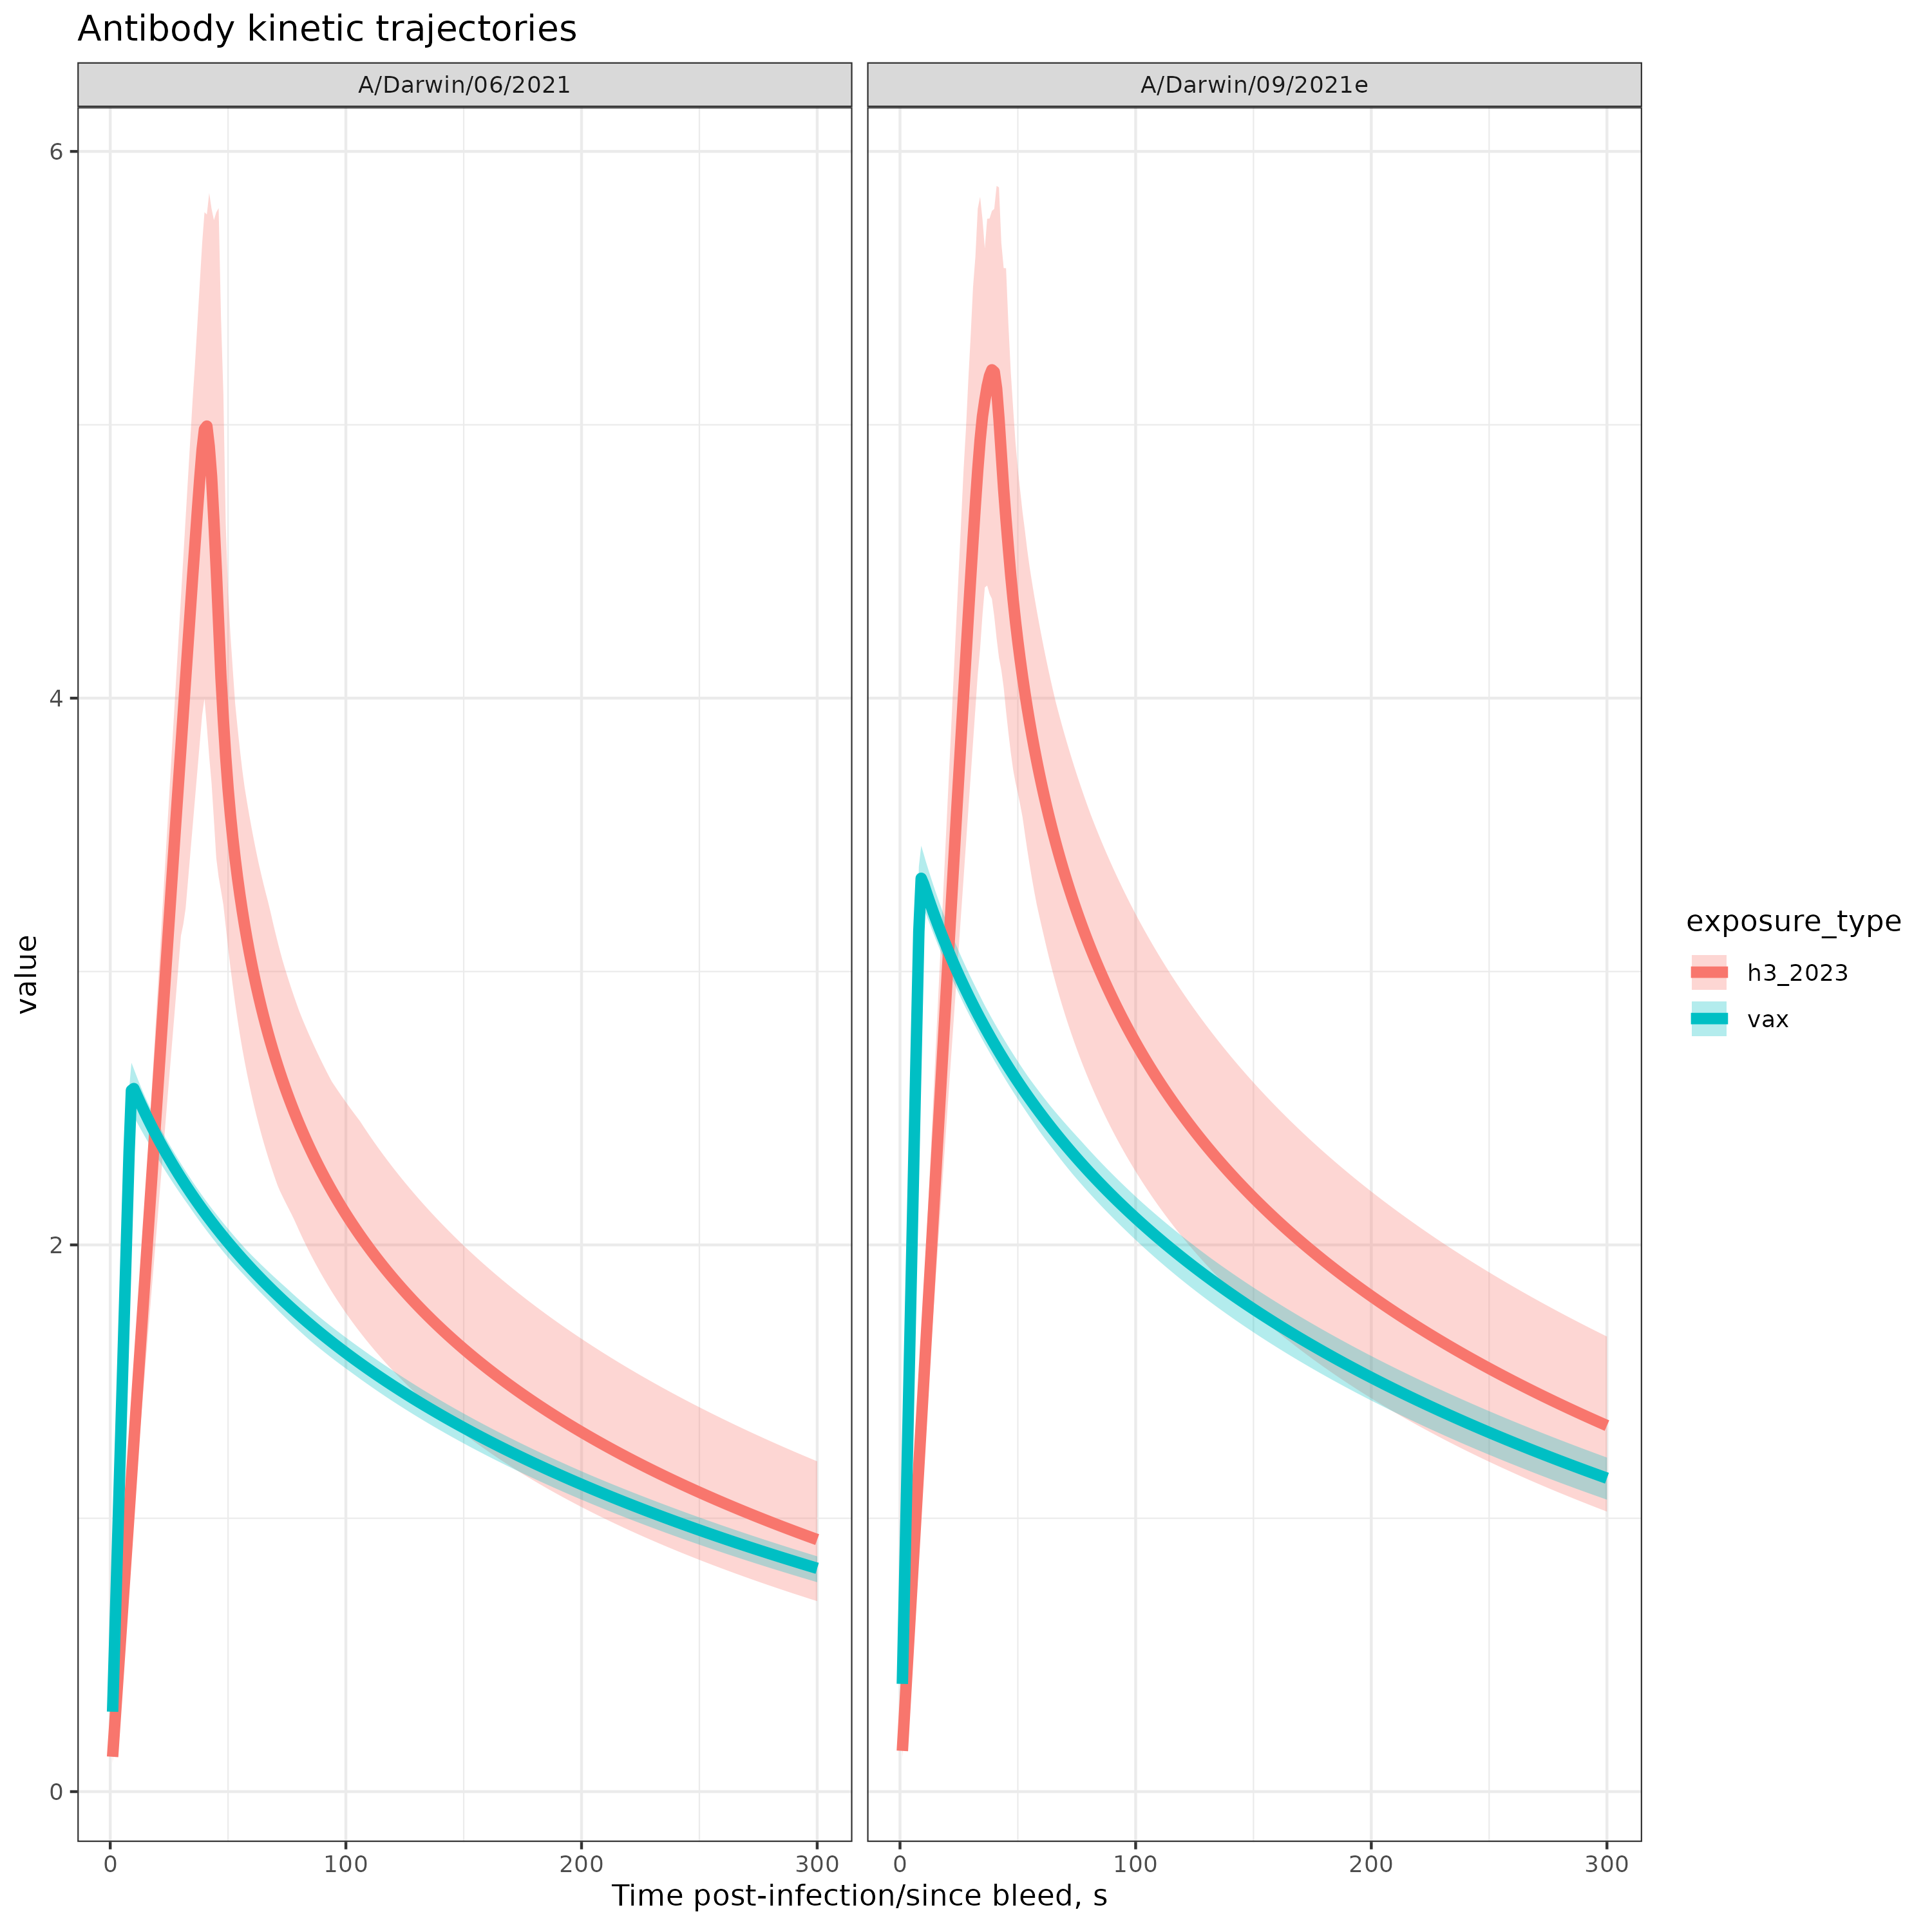 Antibody kinetic trajectories
A/Darwin/06/2021
A/Darwin/09/2021e
6
4
2
0
value
0
100
200
300
0
100
200
300
Time post-infection/since bleed, s
exposure_type
h3_2023
vax